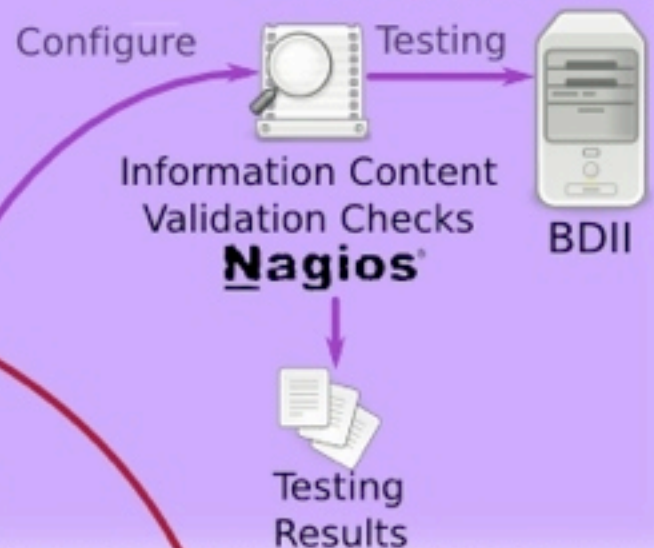 Configure
Testing
Information Content
Validation Checks
Nagios®
BDII
Testing
Results